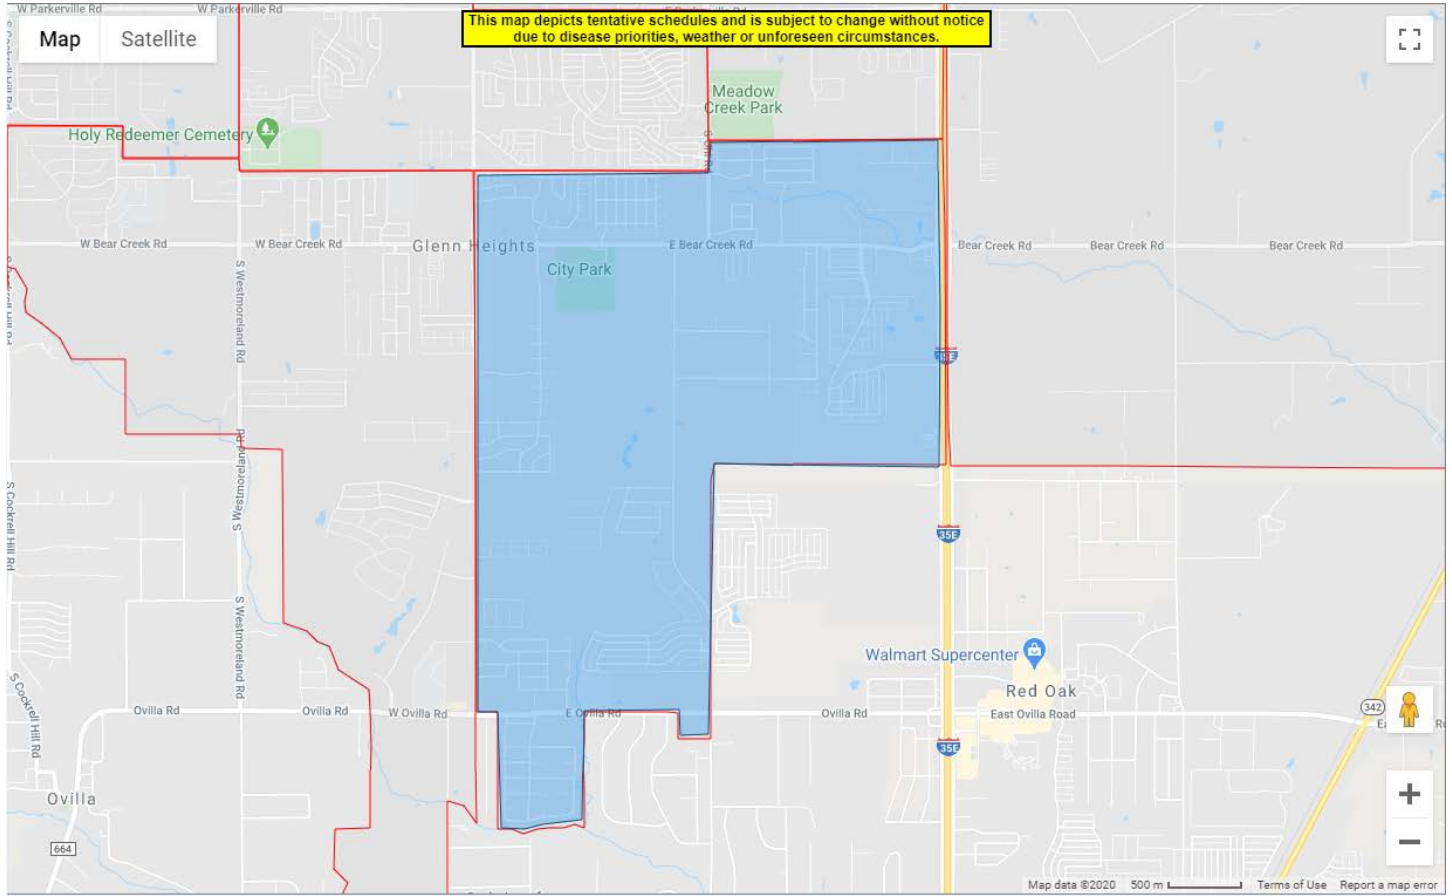 W Parkerville Rd
W Parkerville Rd
This map depicts tentative schedules and is subject to change without notice
due to disease priorities, weather or unforeseen circumstances.
Map
Satellite
Meadow
Creek Park
Holy Redeemer Cemetery
W Bear Creek Rd
W Bear Creek Rd
Glenn Heights
E Bear Creek Rd
Bear Creek Rd
Bear Creek Rd
Bear Creek Rd
City Park
S Westmoreland Rd
35E
S Westmoreland Rd
S Cockrell Hill Rd
35E
S Westmoreland Rd
Walmart Supercenter
S Cockrell Hill Rd
Red Oak
Ovilla Rd
Ovilla Rd
W Ovilla Rd
E Ovilla Rd
Ovilla Rd
East Ovilla Road
342
35E
Ovilla
664
Map data ©2020
500 m
Terms of Use
Report a map error